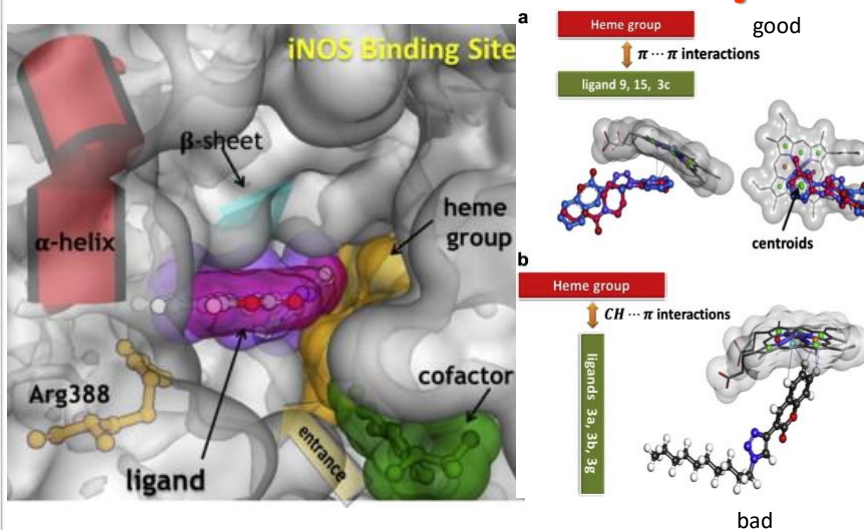 iNOS Binding Site
β-sheet
heme
group
α-helix
Arg388
cofactor
entrance
ligand
a
good
Heme group
π ··· π interactions
ligand 9, 15, 3c
centroids
b
Heme group
CH ··· π interactions
ligands 3a, 3b, 3g
bad